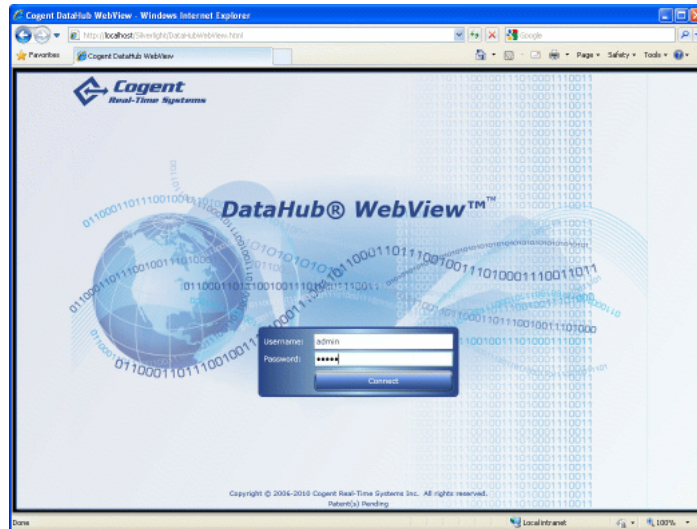 Cogent DataHub WebView - Windows Internet Explorer
http://localhost/Silverlight/DataHubWebView.html
Google
Favorites
Cogent DataHub WebView
Page
Safety
Tools
Cogent
Real-Time Systems
DataHub® WebView™
Username:
admin
Password:
•••••
Connect
Copyright © 2006-2010 Cogent Real-Time Systems Inc. All rights reserved.
Patent(s) Pending
Done
Local intranet
100%